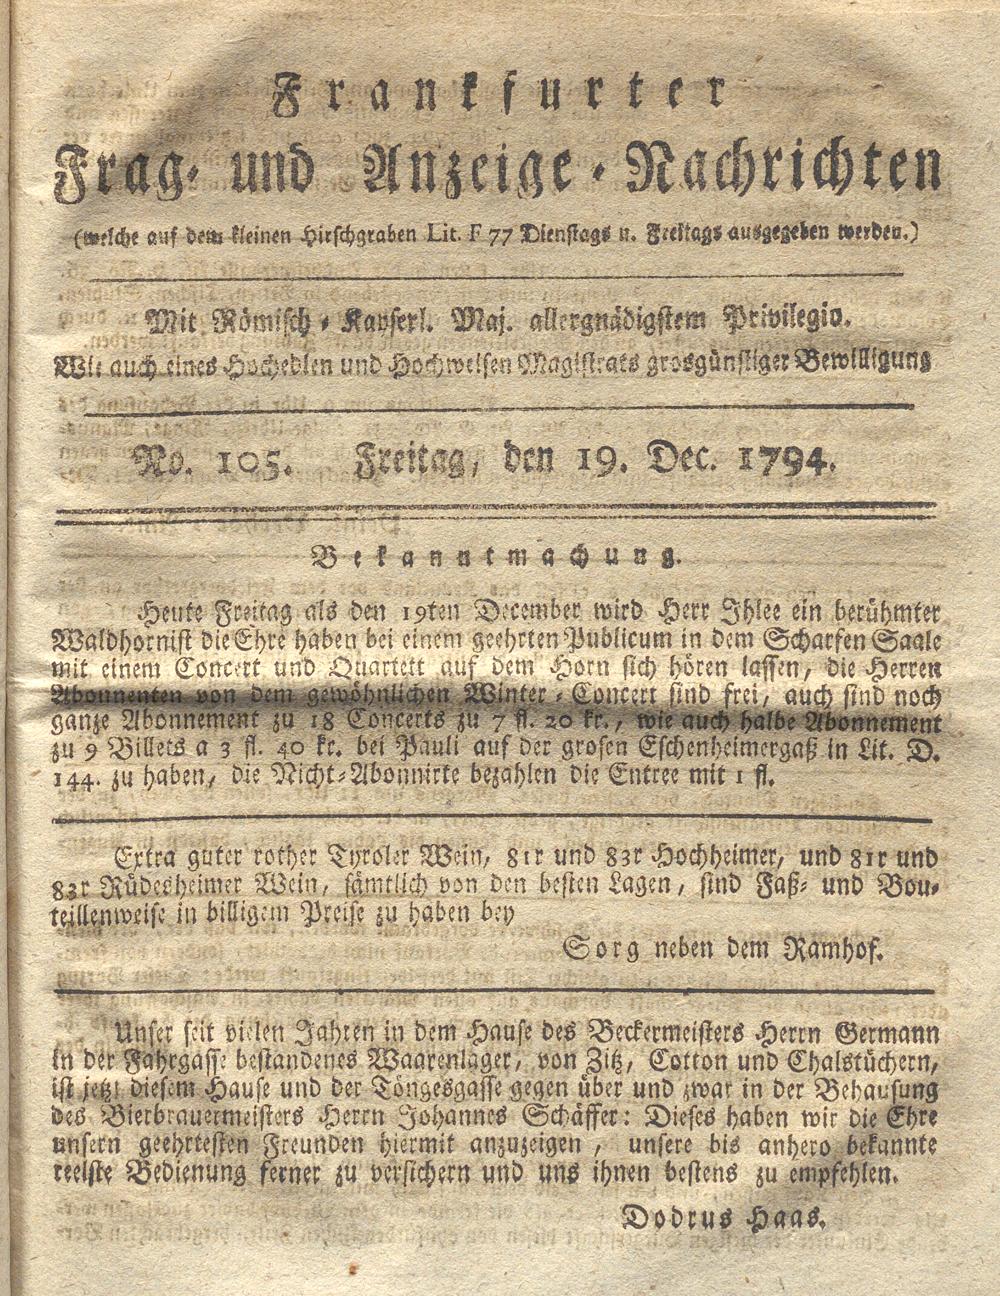 Frankfurter
Frag- und Anzeige-Nachrichten
(welche auf dem kleinen Hirschgraben Lit. F 77 Dienstags u. Freitags ausgegeben werden.)
Mit Römisch-Kayserl. Maj. allergnädigstem Privilegio.
Wie auch eines Hochedlen und Hochweisen Magistrats grosgünstiger Bewilligung
No. 105. Freitag, den 19. Dec. 1794.
Bekanntmachung.
Heute Freitag als den 19ten December wird Herr Ihlee ein berühmter
Waldhornist die Ehre haben bei einem geehrten Publicum in dem Scharfen Saale
mit einem Concert und Quartett auf dem Horn sich hören lassen, die Herren
Abonnenten von dem gewöhnlichen Winter-Concert sind frei, auch sind noch
ganze Abonnement zu 18 Concerts zu 7 fl. 20 kr., wie auch halbe Abonnement
zu 9 Billets a 3 fl. 40 kr. bei Pauli auf der grosen Eschenheimergaß in Lit. D.
144. zu haben, die Nicht-Abonnirte bezahlen die Entree mit 1 fl.
Extra guter rother Tyroler Wein, 81r und 83r Hochheimer, und 81r und
83r Rüdesheimer Wein, sämtlich von den besten Lagen, sind Faß- und Bou-
teillenweise in billigem Preise zu haben bey
Sorg neben dem Ramhof.
Unser seit vielen Jahren in dem Hause des Beckermeisters Herrn Germann
in der Fahrgasse bestandenes Waarenlager, von Zitz, Cotton und Chalstüchern,
ist jetzt diesem Hause und der Töngesgasse gegen über und zwar in der Behausung
des Bierbrauermeisters Herrn Johannes Schäffer: Dieses haben wir die Ehre
unsern geehrtesten Freunden hiermit anzuzeigen, unsere bis anhero bekannte
reelste Bedienung ferner zu versichern und uns ihnen bestens zu empfehlen.
Dodrus Haas.